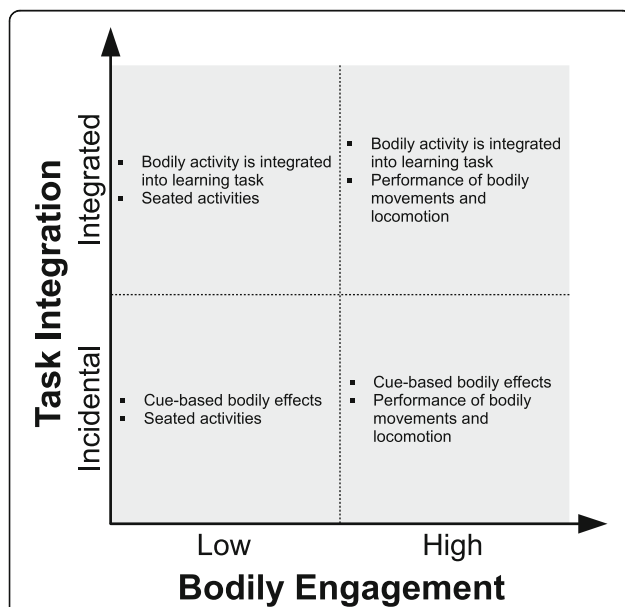 Task Integration
Integrated
Incidental
▪ Bodily activity is integrated
into learning task
▪ Seated activities
▪ Bodily activity is integrated
into learning task
▪ Performance of bodily
movements and
locomotion
▪ Cue-based bodily effects
▪ Seated activities
▪ Cue-based bodily effects
▪ Performance of bodily
movements and
locomotion
Low
High
Bodily Engagement